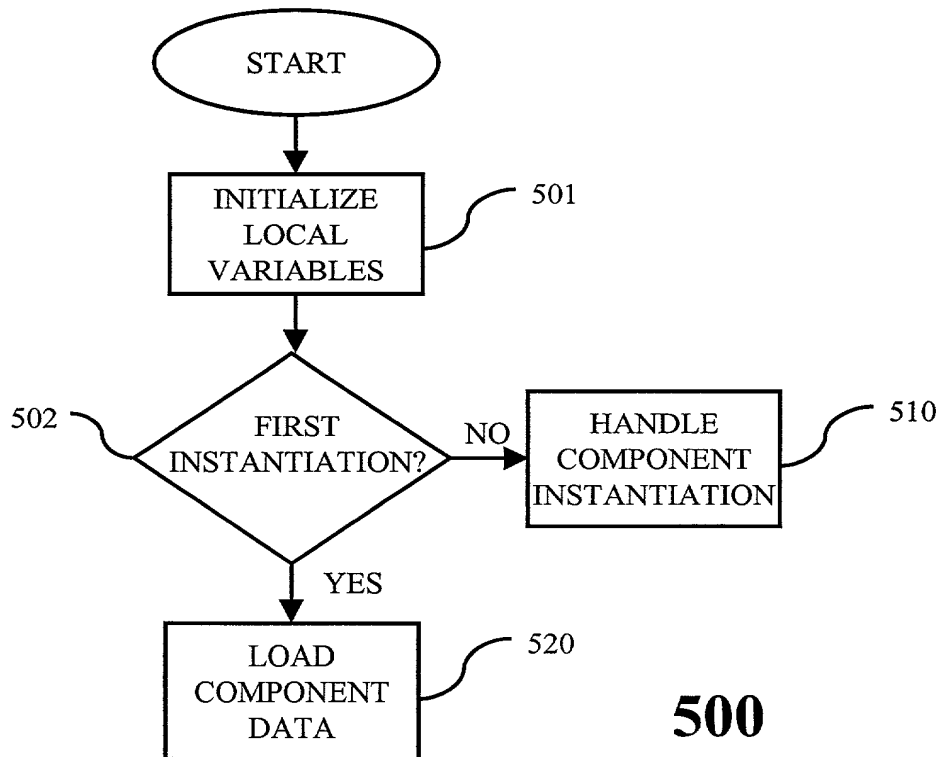 START
INITIALIZE
LOCAL
VARIABLES
501
502
FIRST
INSTANTIATION?
NO
HANDLE
COMPONENT
INSTANTIATION
510
YES
LOAD
COMPONENT
DATA
520
500